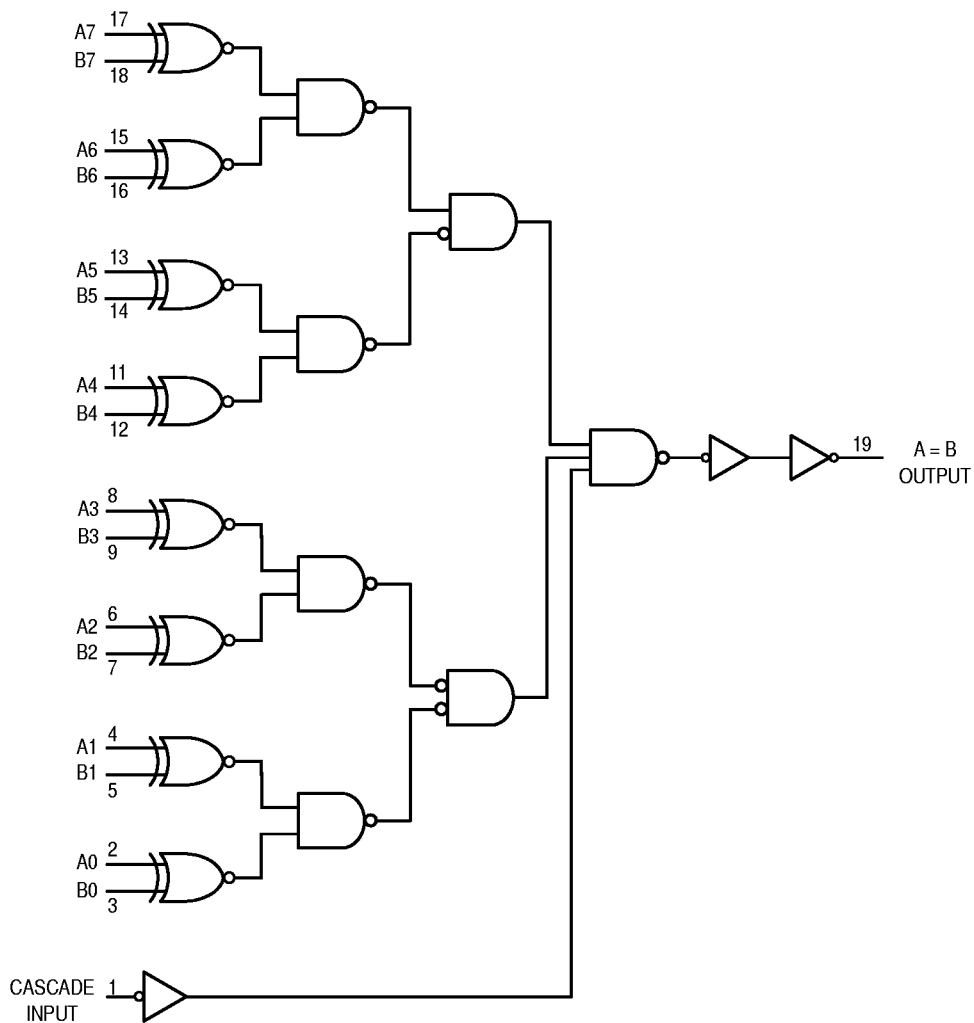 A7 17
B7 18
A6 15
B6 16
A5 13
B5 14
A4 11
B4 12
19 A = B
OUTPUT
A3 8
B3 9
A2 6
B2 7
A1 4
B1 5
A0 2
B0 3
CASCADE 1
INPUT